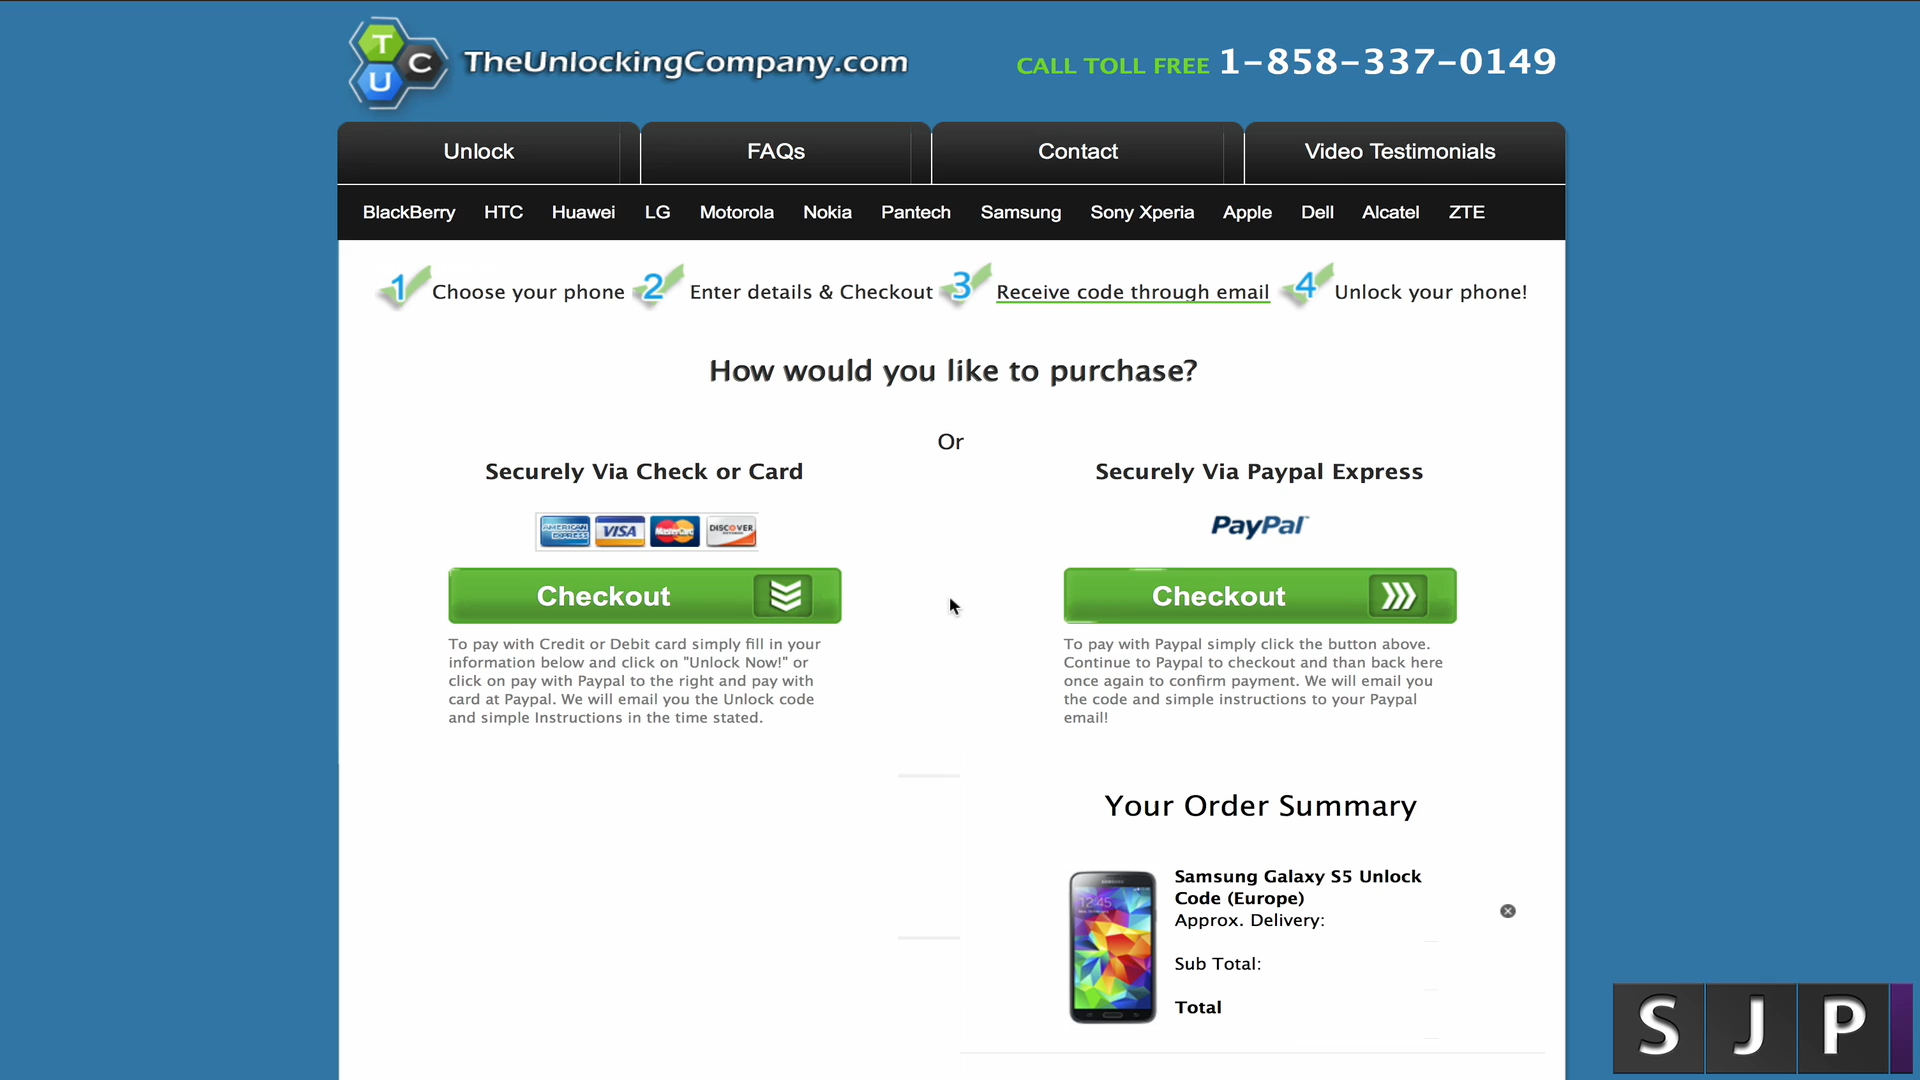 T
U
C
TheUnlockingCompany.com
CALL TOLL FREE 1-858-337-0149
Unlock
FAQs
Contact
Video Testimonials
BlackBerry HTC Huawei LG Motorola Nokia Pantech Samsung Sony Xperia Apple Dell Alcatel ZTE
1 Choose your phone
2 Enter details & Checkout
3 Receive code through email
4 Unlock your phone!
How would you like to purchase?
Or
Securely Via Check or Card
AMERICAN EXPRESS
VISA
MasterCard
DISCOVER
Checkout
To pay with Credit or Debit card simply fill in your
information below and click on "Unlock Now!" or
click on pay with Paypal to the right and pay with
card at Paypal. We will email you the Unlock code
and simple Instructions in the time stated.
Securely Via Paypal Express
PayPal
Checkout
To pay with Paypal simply click the button above.
Continue to Paypal to checkout and than back here
once again to confirm payment. We will email you
the code and simple instructions to your Paypal
email!
Your Order Summary
12:45
Samsung Galaxy S5 Unlock
Code (Europe)
Approx. Delivery:
Sub Total:
Total
SJP